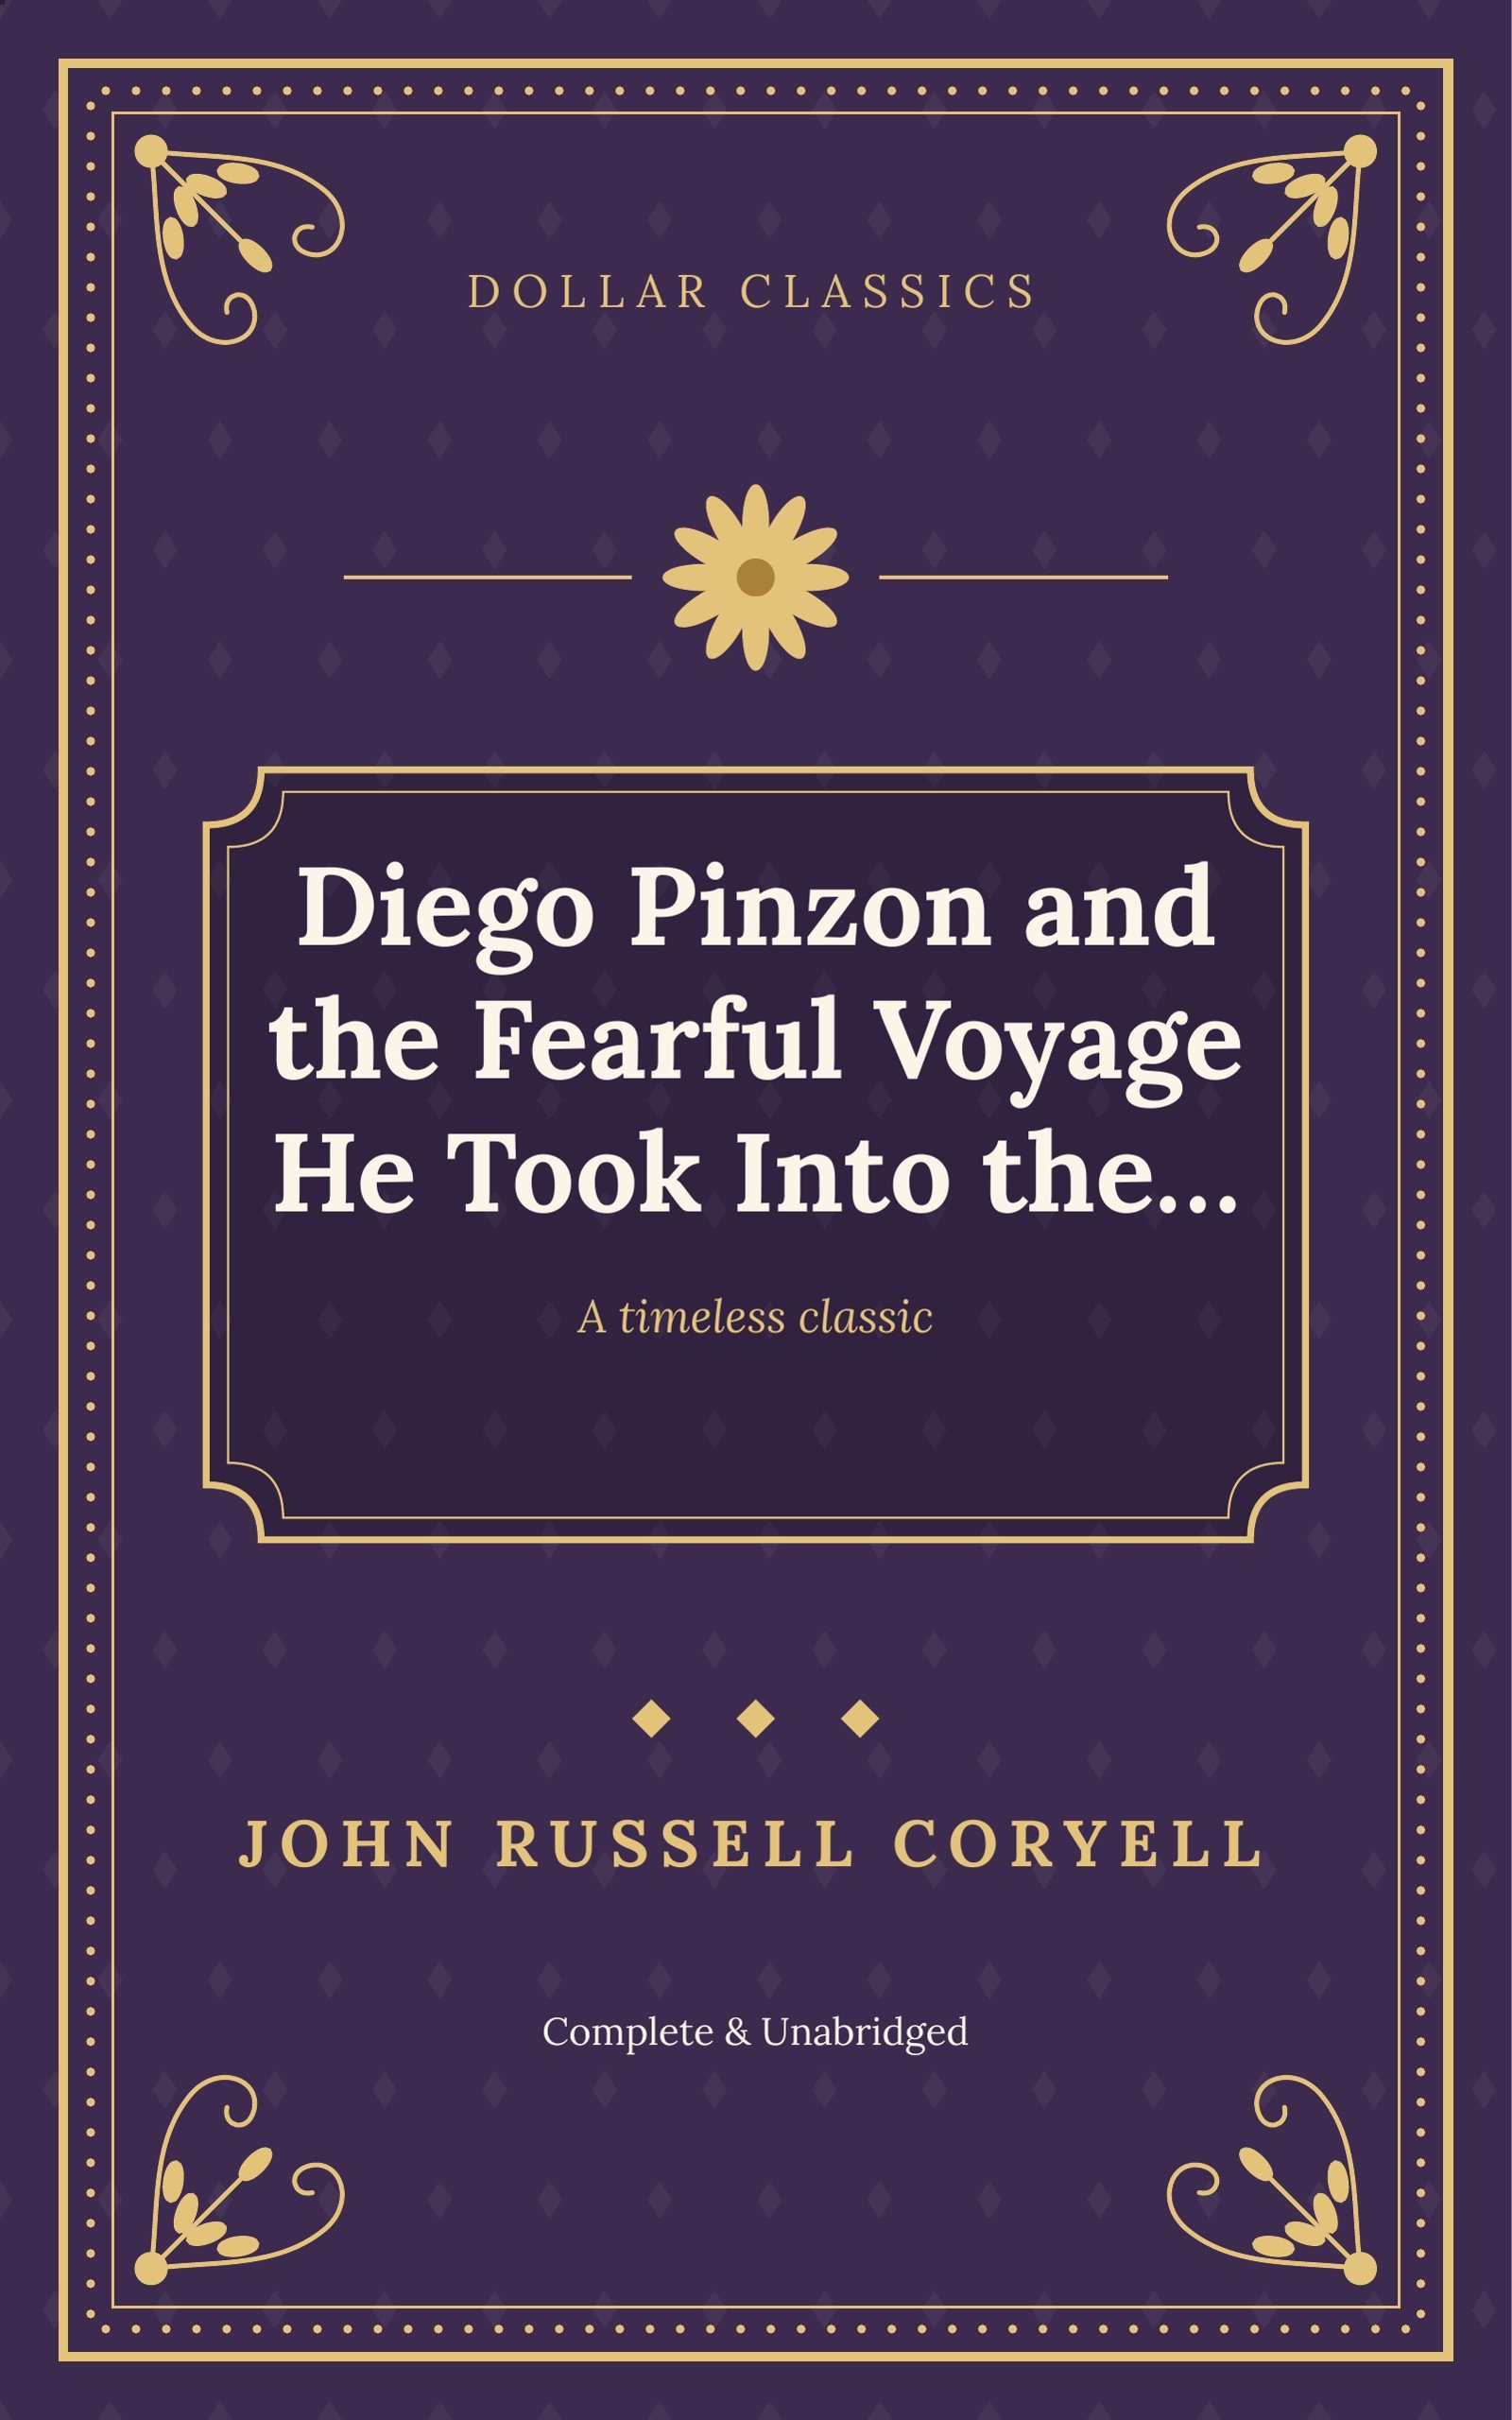 DOLLAR CLASSICS
Diego Pinzon and
the Fearful Voyage
He Took Into the...
A timeless classic
JOHN RUSSELL CORYELL
Complete & Unabridged